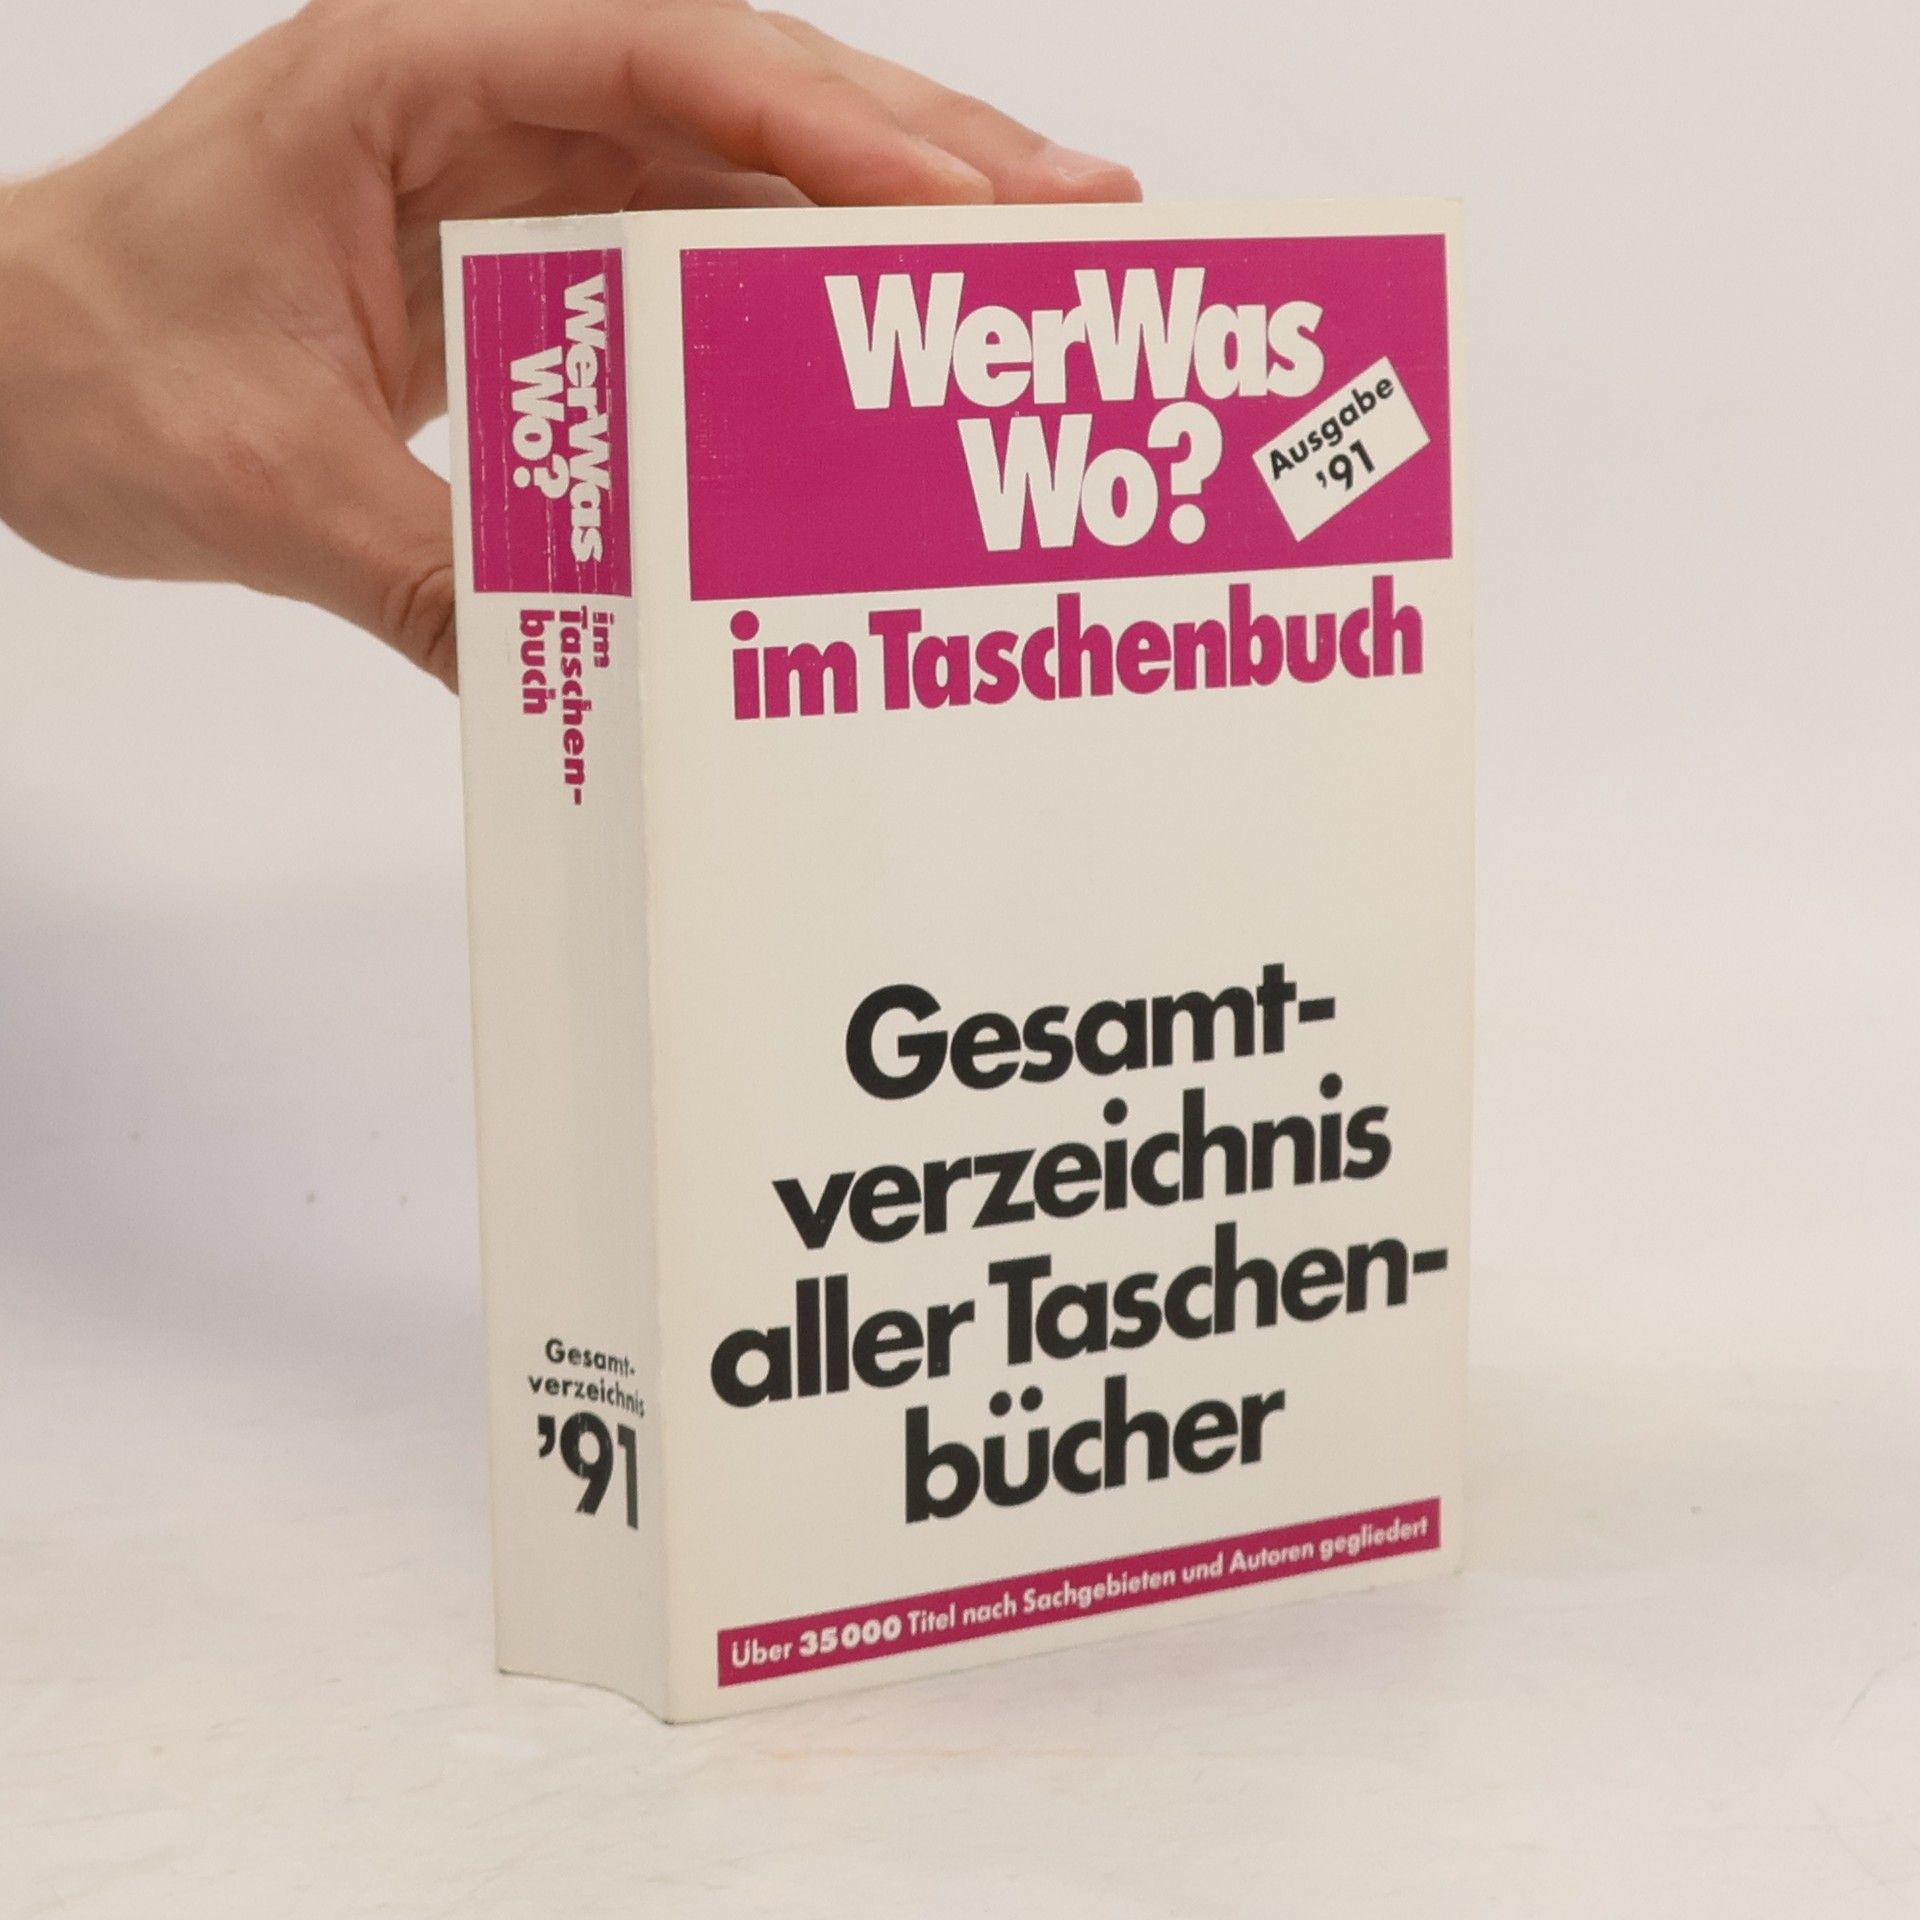 WerWas
Wo?
im
Taschen-
buch
Gesamt-
verzeichnis
'91
WerWas
Wo?
Ausgabe
'91
im Taschenbuch
Gesamt-
verzeichnis
aller Taschen-
bücher
Über 35000 Titel nach Sachgebieten und Autoren gegliedert